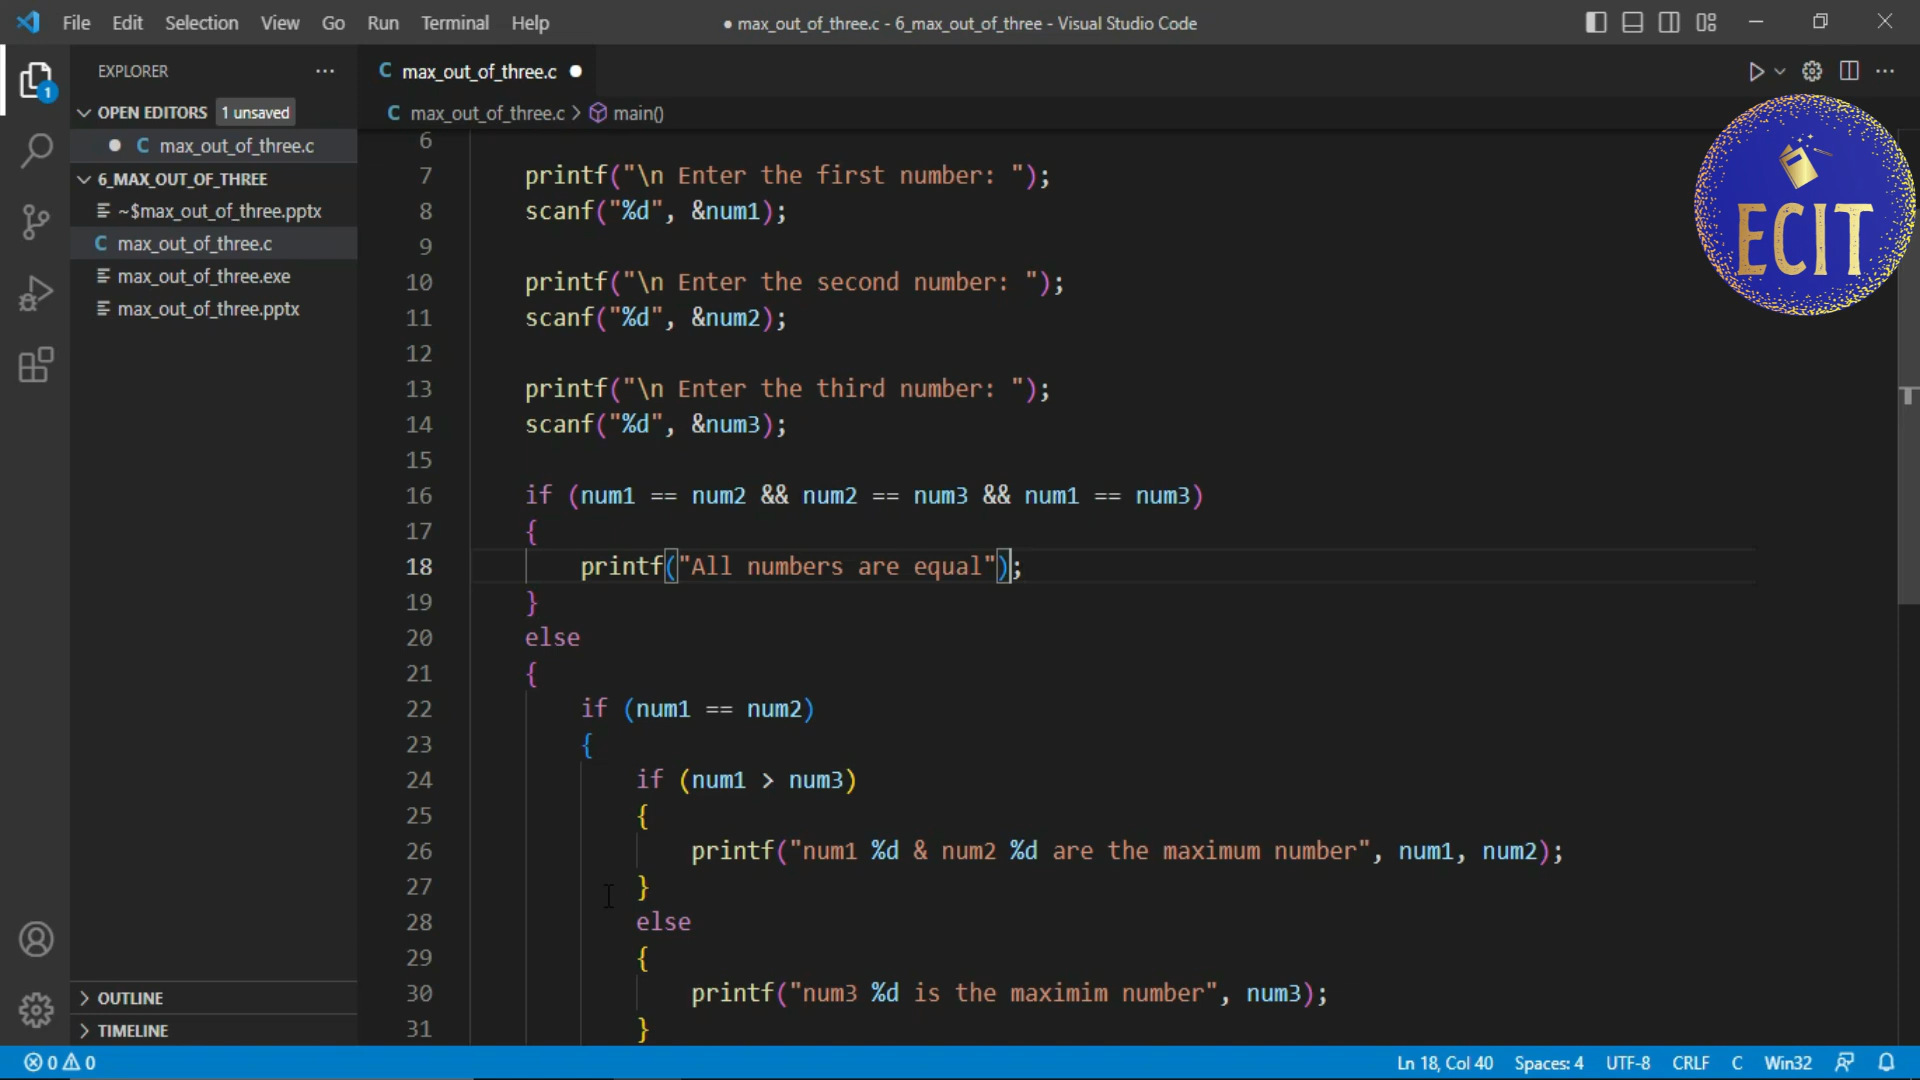 File Edit Selection View Go Run Terminal Help
● max_out_of_three.c - 6_max_out_of_three - Visual Studio Code
EXPLORER
OPEN EDITORS 1 unsaved
C max_out_of_three.c
6_MAX_OUT_OF_THREE
~$max_out_of_three.pptx
C max_out_of_three.c
max_out_of_three.exe
max_out_of_three.pptx
OUTLINE
TIMELINE
1
C max_out_of_three.c ●
C max_out_of_three.c > main()
6
7 printf("\n Enter the first number: ");
8 scanf("%d", &num1);
9
10 printf("\n Enter the second number: ");
11 scanf("%d", &num2);
12
13 printf("\n Enter the third number: ");
14 scanf("%d", &num3);
15
16 if (num1 == num2 && num2 == num3 && num1 == num3)
17 {
18 printf("All numbers are equal");
19 }
20 else
21 {
22 if (num1 == num2)
23 {
24 if (num1 > num3)
25 {
26 printf("num1 %d & num2 %d are the maximum number", num1, num2);
27 }
28 else
29 {
30 printf("num3 %d is the maximim number", num3);
31 }
ECIT
0 0
Ln 18, Col 40 Spaces: 4 UTF-8 CRLF C Win32